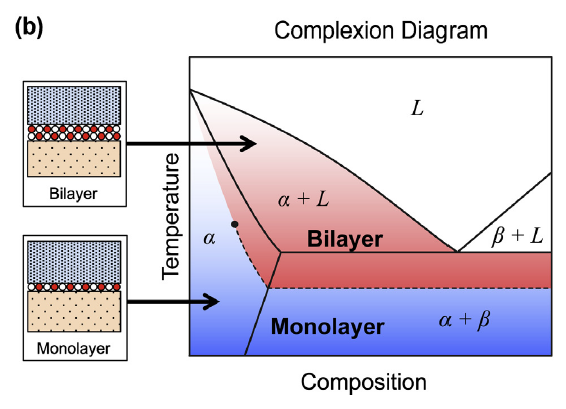 (b)
Complexion Diagram
Bilayer
Monolayer
Temperature
L
α + L
Bilayer
β + L
α
Monolayer
α + β
Composition